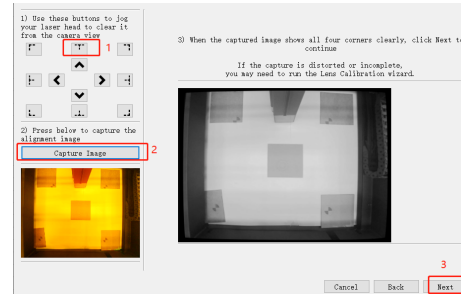 1) Use these buttons to jog
your laser head to clear it
from the camera view
1
2) Press below to capture the
alignment image
Capture Image
2
3) When the captured image shows all four corners clearly, click Next to
continue
If the capture is distorted or incomplete,
you may need to run the Lens Calibration wizard.
3
Cancel Back Next